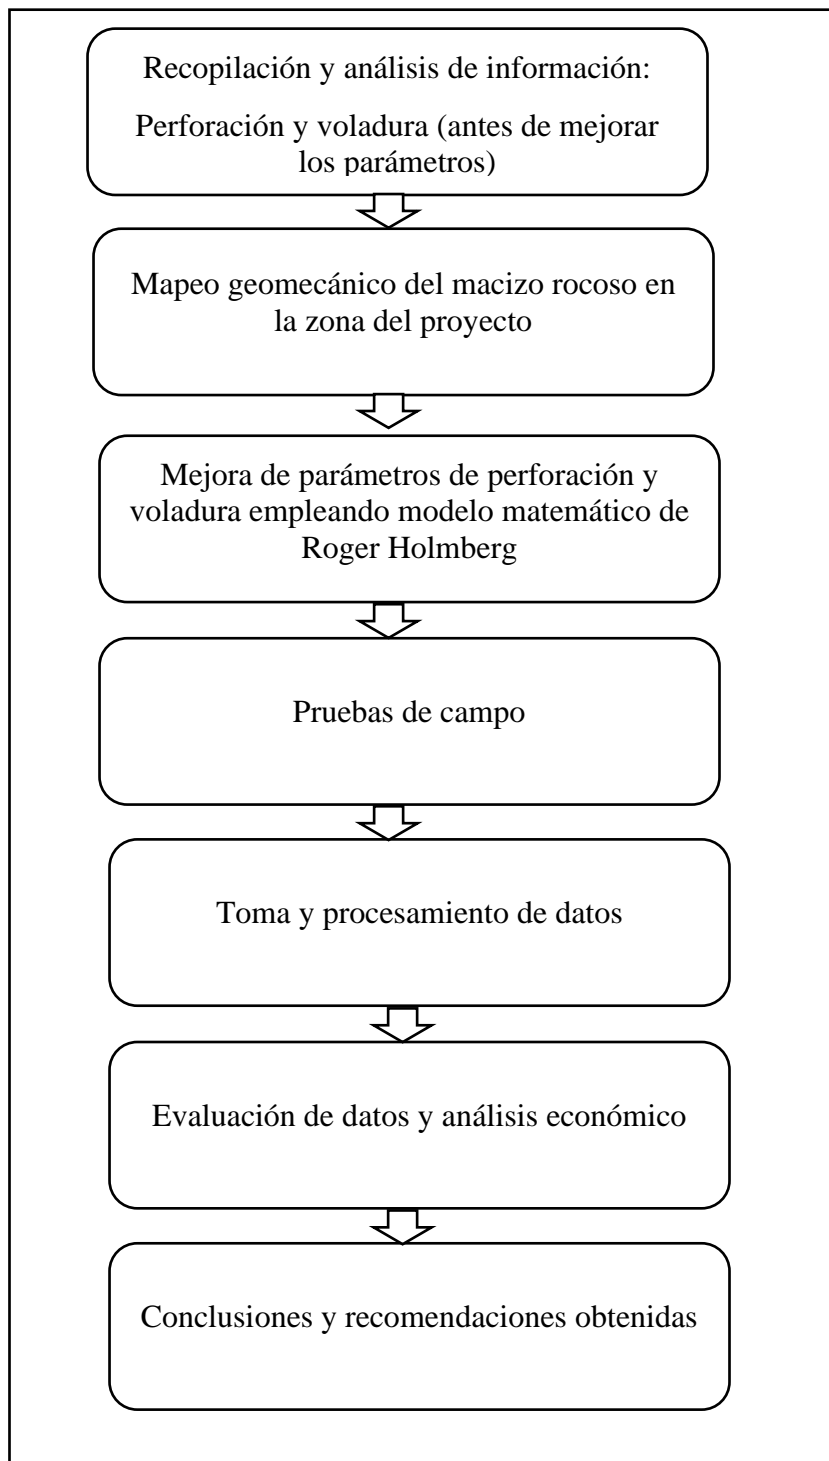 Recopilación y análisis de información:
Perforación y voladura (antes de mejorar
los parámetros)
Mapeo geomecánico del macizo rocoso en
la zona del proyecto
Mejora de parámetros de perforación y
voladura empleando modelo matemático de
Roger Holmberg
Pruebas de campo
Toma y procesamiento de datos
Evaluación de datos y análisis económico
Conclusiones y recomendaciones obtenidas